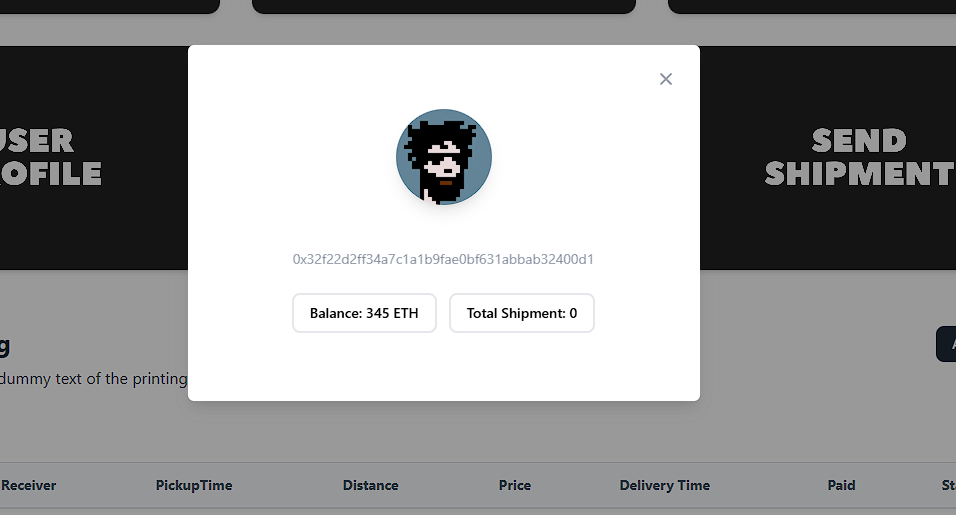 USER
OFILE
SEND
SHIPMENT
0x32f22d2ff34a7c1a1b9fae0bf631abbab32400d1
Balance: 345 ETH
Total Shipment: 0
g
dummy text of the printing
A
Receiver PickupTime Distance Price Delivery Time Paid St